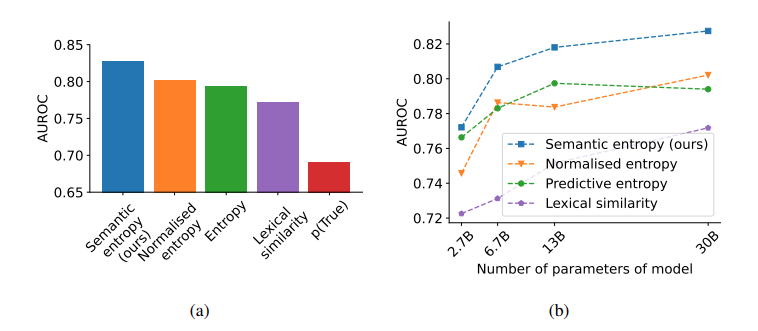 0.85
0.80
0.75
0.70
0.65
AUROC
Semantic
entropy
(ours)
Normalised
entropy
Entropy
Lexical
similarity
p(True)
(a)
0.82
0.80
0.78
0.76
0.74
0.72
AUROC
Semantic entropy (ours)
Normalised entropy
Predictive entropy
Lexical similarity
2.7B
6.7B
13B
30B
Number of parameters of model
(b)